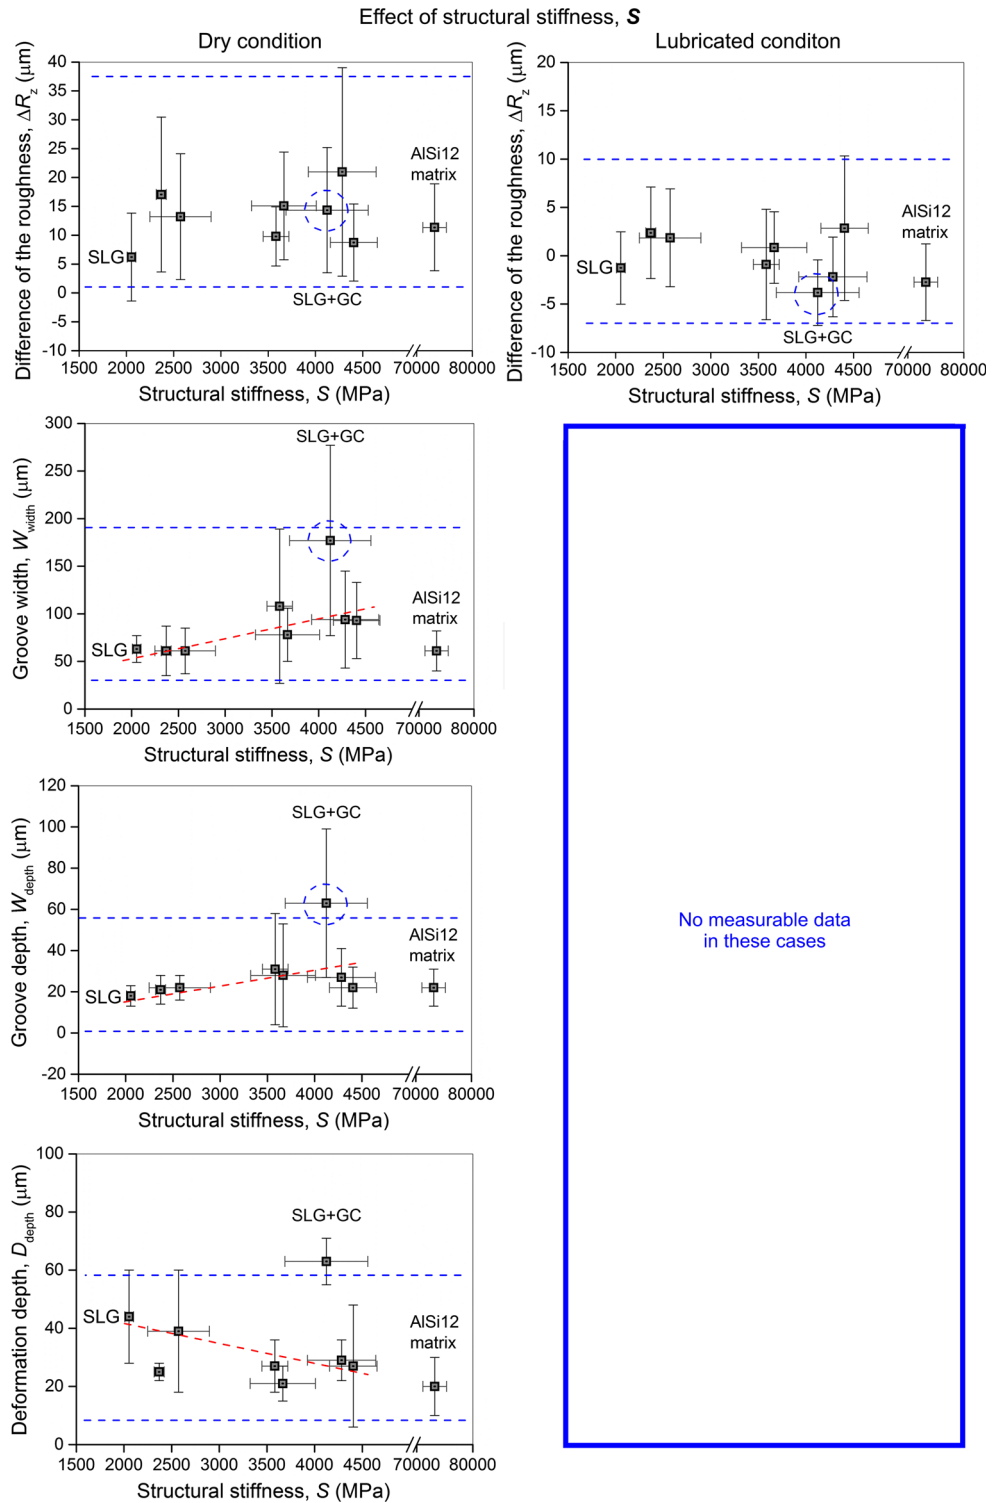 Effect of structural stiffness, S
Dry condition
Lubricated conditon
Difference of the roughness, ΔRz (μm)
40
35
30
25
20
15
10
5
0
-5
-10
SLG
SLG+GC
AlSi12
matrix
1500 2000 2500 3000 3500 4000 4500 70000 80000
Structural stiffness, S (MPa)
Difference of the roughness, ΔRz (μm)
20
15
10
5
0
-5
-10
SLG
SLG+GC
AlSi12
matrix
1500 2000 2500 3000 3500 4000 4500 70000 80000
Structural stiffness, S (MPa)
Groove width, Wwidth (μm)
300
250
200
150
100
50
0
SLG+GC
SLG
AlSi12
matrix
1500 2000 2500 3000 3500 4000 4500 70000 80000
Structural stiffness, S (MPa)
Groove depth, Wdepth (μm)
120
100
80
60
40
20
0
-20
SLG+GC
SLG
AlSi12
matrix
1500 2000 2500 3000 3500 4000 4500 70000 80000
Structural stiffness, S (MPa)
Deformation depth, Ddepth (μm)
100
80
60
40
20
0
SLG+GC
SLG
AlSi12
matrix
1500 2000 2500 3000 3500 4000 4500 70000 80000
Structural stiffness, S (MPa)
No measurable data
in these cases